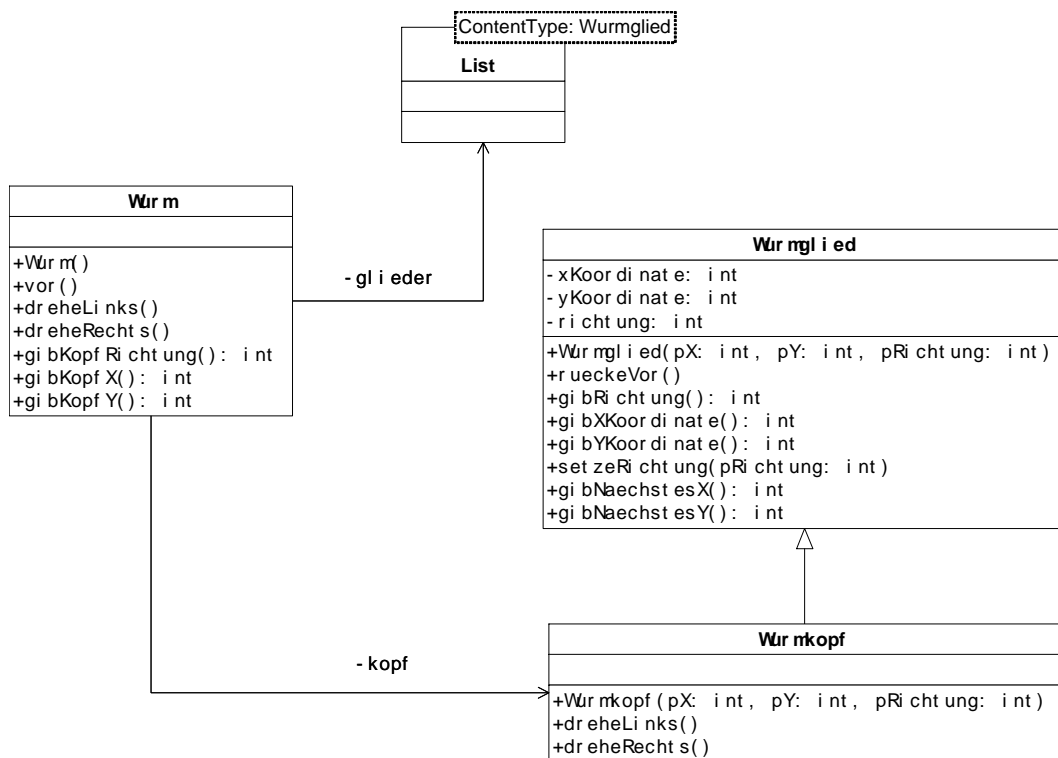 ContentType: Wurmglied
List
Wurm
+Wurm()
+vor()
+dreheLinks()
+dreheRechts()
+gibKopfRichtung(): int
+gibKopfX(): int
+gibKopfY(): int
-glieder
Wurmglied
-xKoordinate: int
-yKoordinate: int
-richtung: int
+Wurmglied(pX: int, pY: int, pRichtung: int)
+rueckeVor()
+gibRichtung(): int
+gibXKoordinate(): int
+gibYKoordinate(): int
+setzeRichtung(pRichtung: int)
+gibNaechstesX(): int
+gibNaechstesY(): int
-kopf
Wurmkopf
+Wurmkopf(pX: int, pY: int, pRichtung: int)
+dreheLinks()
+dreheRechts()